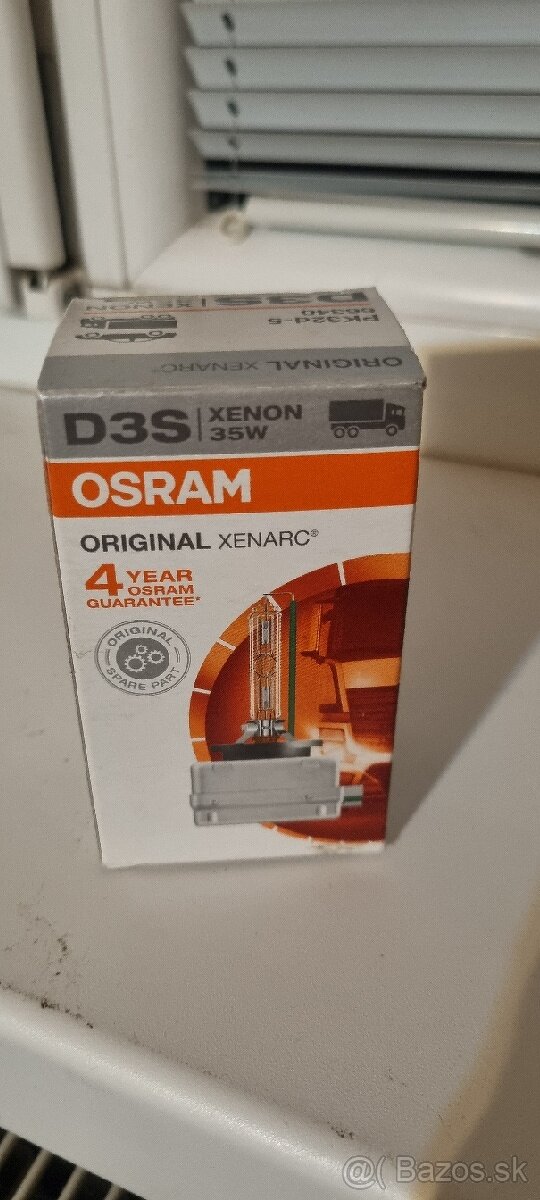 D3S | XENON
PK32d-S
66340
ORIGINAL XENARC®
D3S | XENON
35W
OSRAM
ORIGINAL XENARC®
4 YEAR
OSRAM
GUARANTEE*
ORIGINAL
SPARE PART
@( Bazos.sk